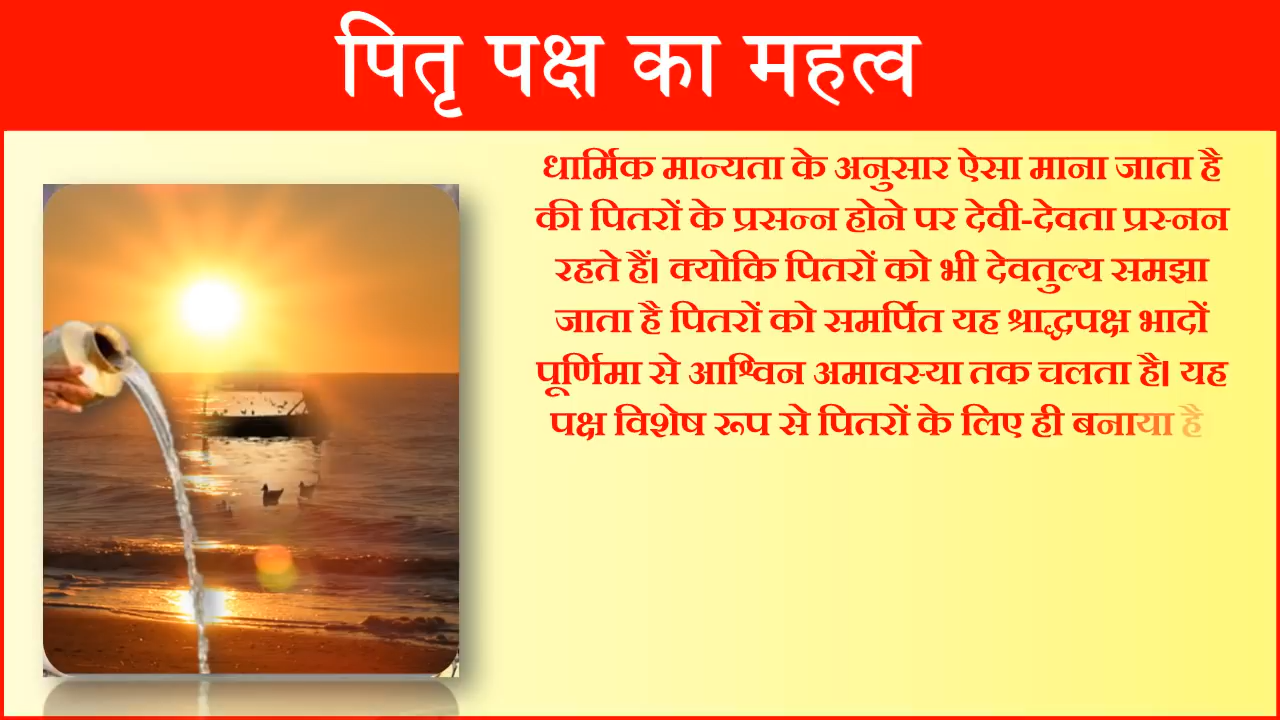 पितृ पक्ष का महत्व
धार्मिक मान्यता के अनुसार ऐसा माना जाता है
की पितरों के प्रसन्न होने पर देवी-देवता प्रस्नन
रहते हैं। क्योकि पितरों को भी देवतुल्य समझा
जाता है पितरों को समर्पित यह श्राद्धपक्ष भादों
पूर्णिमा से आश्विन अमावस्या तक चलता है। यह
पक्ष विशेष रूप से पितरों के लिए ही बनाया है